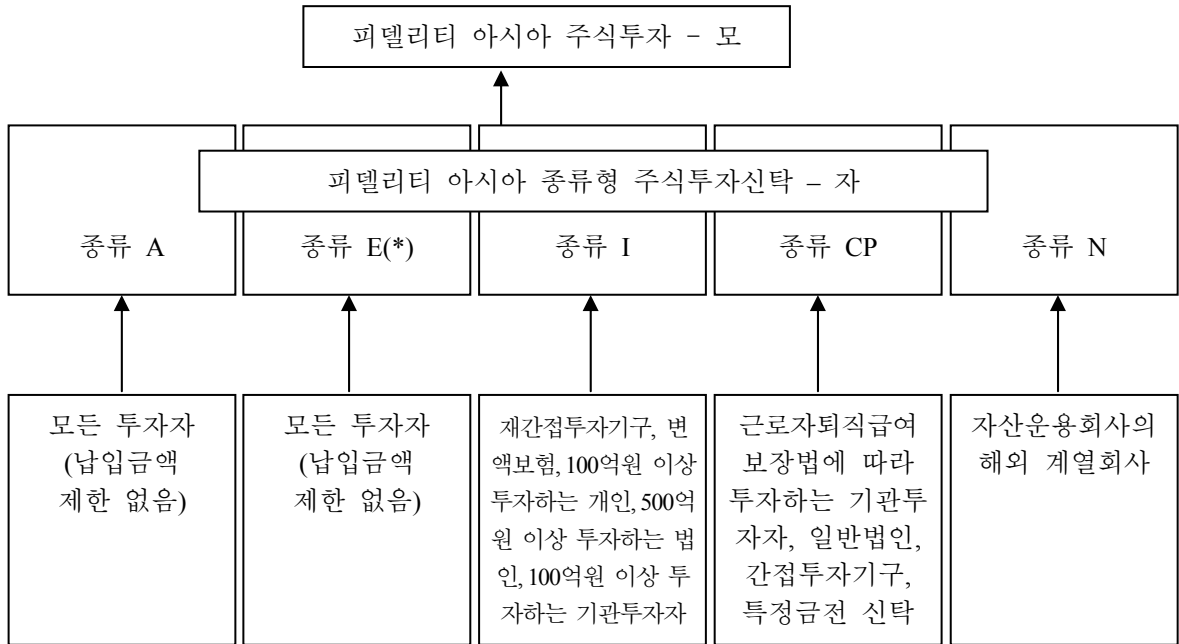 피델리티 아시아 주식투자 - 모
피델리티 아시아 종류형 주식투자신탁 – 자
종류 A
종류 E(*)
종류 I
종류 CP
종류 N
모든 투자자
(납입금액
제한 없음)
모든 투자자
(납입금액
제한 없음)
재간접투자기구, 변
액보험, 100억원 이상
투자하는 개인, 500억
원 이상 투자하는 법
인, 100억원 이상 투
자하는 기관투자자
근로자퇴직급여
보장법에 따라
투자하는 기관투
자자, 일반법인,
간접투자기구,
특정금전 신탁
자산운용회사의
해외 계열회사